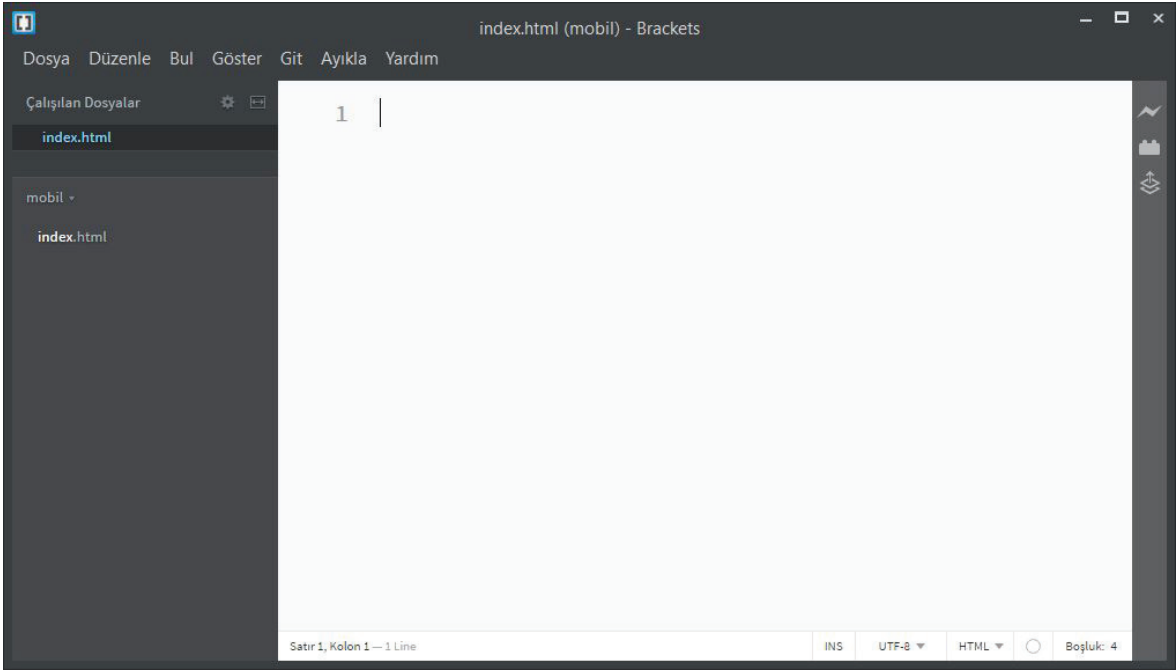 index.html (mobil) - Brackets
Dosya Düzenle Bul Göster Git Ayıkla Yardım
Çalışılan Dosyalar
index.html
mobil
index.html
1
Satır 1, Kolon 1 — 1 Line INS UTF-8 HTML Boşluk: 4